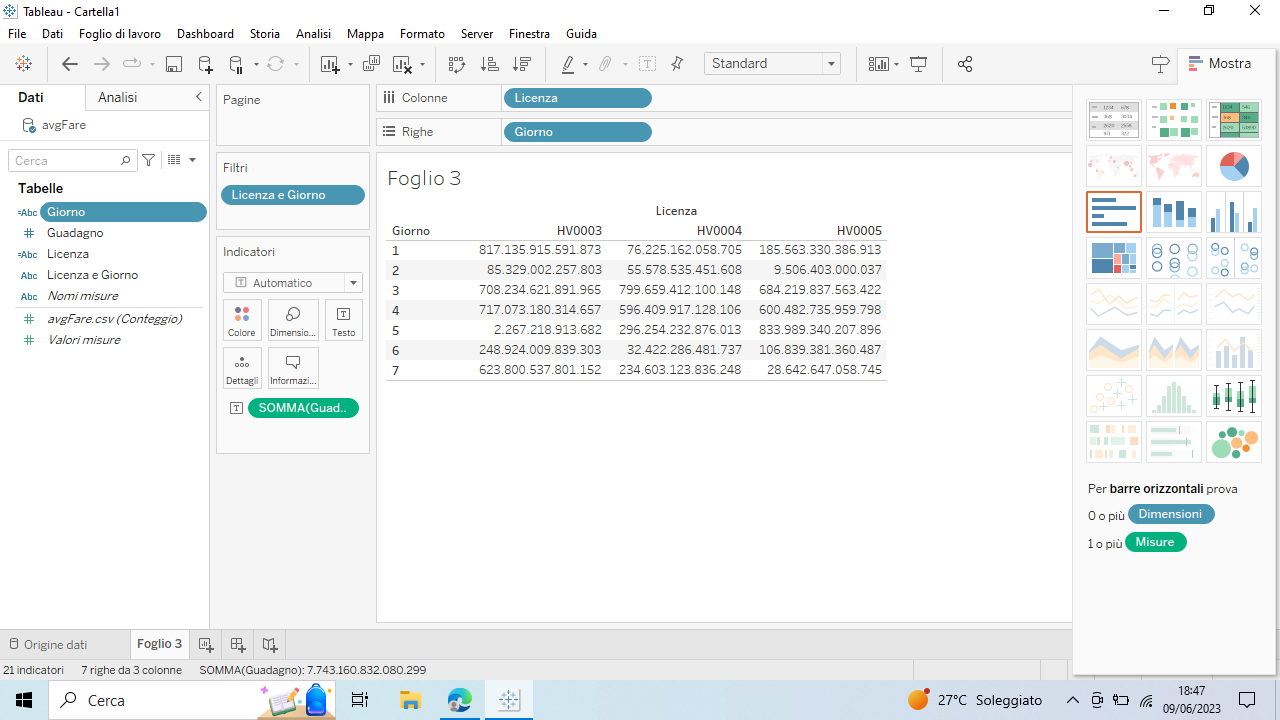 Tableau - Cartella1
File Dati Foglio di lavoro Dashboard Storia Analisi Mappa Formato Server Finestra Guida
Standard
Mostra
Dati Analisi
avgFare
Cerca
Tabelle
Abc Giorno
Guadagno
Abc Licenza
Abc Licenza e Giorno
Abc Nomi misure
avgFare.csv (Conteggio)
Valori misure
Pagine
Filtri
Licenza e Giorno
Indicatori
Automatico
Colore Dimensio... Testo
Dettagli Informazi...
SOMMA(Guad..
Colonne Licenza
Righe Giorno
Foglio 3
Licenza
Giorno HV0003 HV0004 HV0005
1 817.135.915.591.873 76.225.162.058.705 185.563.330.386.913
2 85.329.002.257.803 55.578.535.451.608 9.506.403.000.037
3 708.234.621.891.965 799.659.412.100.148 684.219.837.563.422
4 717.073.180.314.657 596.409.917.128.106 600.482.735.959.798
5 2.267.218.913.682 296.254.232.876.013 833.989.340.207.896
6 248.924.009.839.303 32.422.286.481.737 106.839.381.360.487
7 623.800.537.801.152 234.603.123.836.248 28.642.647.058.745
Per barre orizzontali prova
0 o più Dimensioni
1 o più Misure
Origine dati Foglio 3
21 indicatori 7 righe da 3 colonne SOMMA(Guadagno): 7.743.160.832.080.299
Cerca
27°C Soleggiato
18:47
09/06/2023